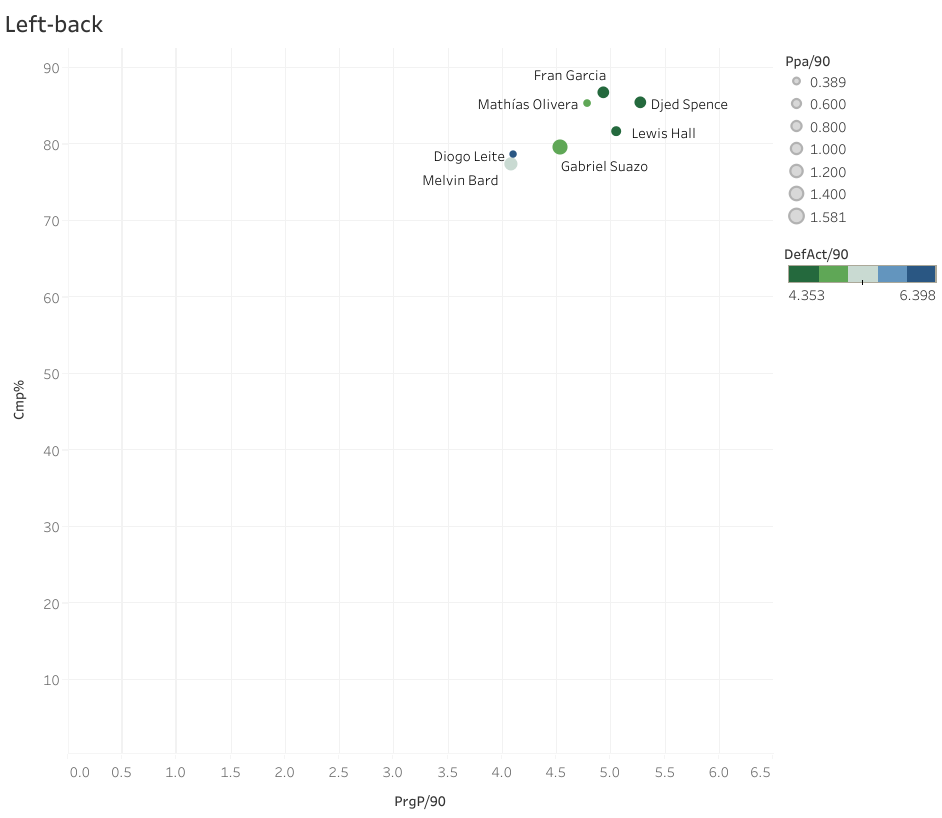 Left-back
Ppa/90
0.389
0.600
0.800
1.000
1.200
1.400
1.581
DefAct/90
4.353 6.398
Fran Garcia
Mathías Olivera
Djed Spence
Lewis Hall
Diogo Leite
Gabriel Suazo
Melvin Bard
90
80
70
60
50
40
30
20
10
Cmp%
0.0 0.5 1.0 1.5 2.0 2.5 3.0 3.5 4.0 4.5 5.0 5.5 6.0 6.5
PrgP/90